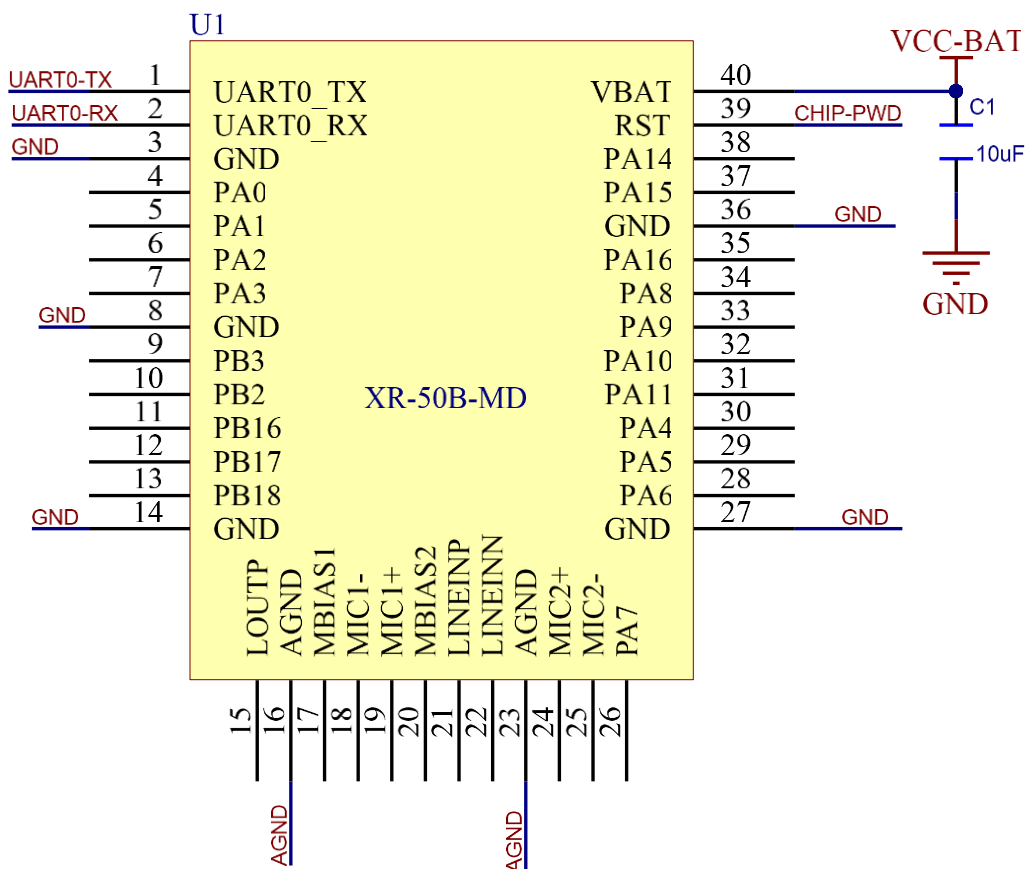 U1
VCC-BAT
UART0-TX 1 UART0_TX VBAT 40
UART0-RX 2 UART0_RX RST 39 CHIP-PWD C1
GND 3 GND PA14 38 10uF
4 PA0 PA15 37
5 PA1 GND 36 GND
6 PA2 PA16 35
7 PA3 PA8 34
GND 8 GND PA9 33 GND
9 PB3 PA10 32
10 PB2 PA11 31
XR-50B-MD
11 PB16 PA4 30
12 PB17 PA5 29
13 PB18 PA6 28
GND 14 GND GND 27 GND
LOUTP AGND MBIAS1 MIC1- MIC1+ MBIAS2 LINEINP LINEINN AGND MIC2+ MIC2- PA7
15 16 17 18 19 20 21 22 23 24 25 26
AGND AGND